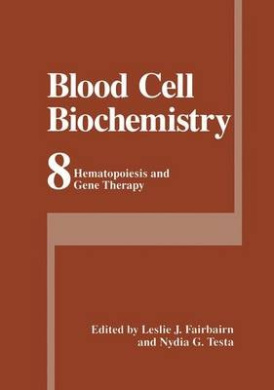 Blood Cell
Biochemistry
8 Hematopoiesis and
Gene Therapy
Edited by Leslie J. Fairbairn
and Nydia G. Testa